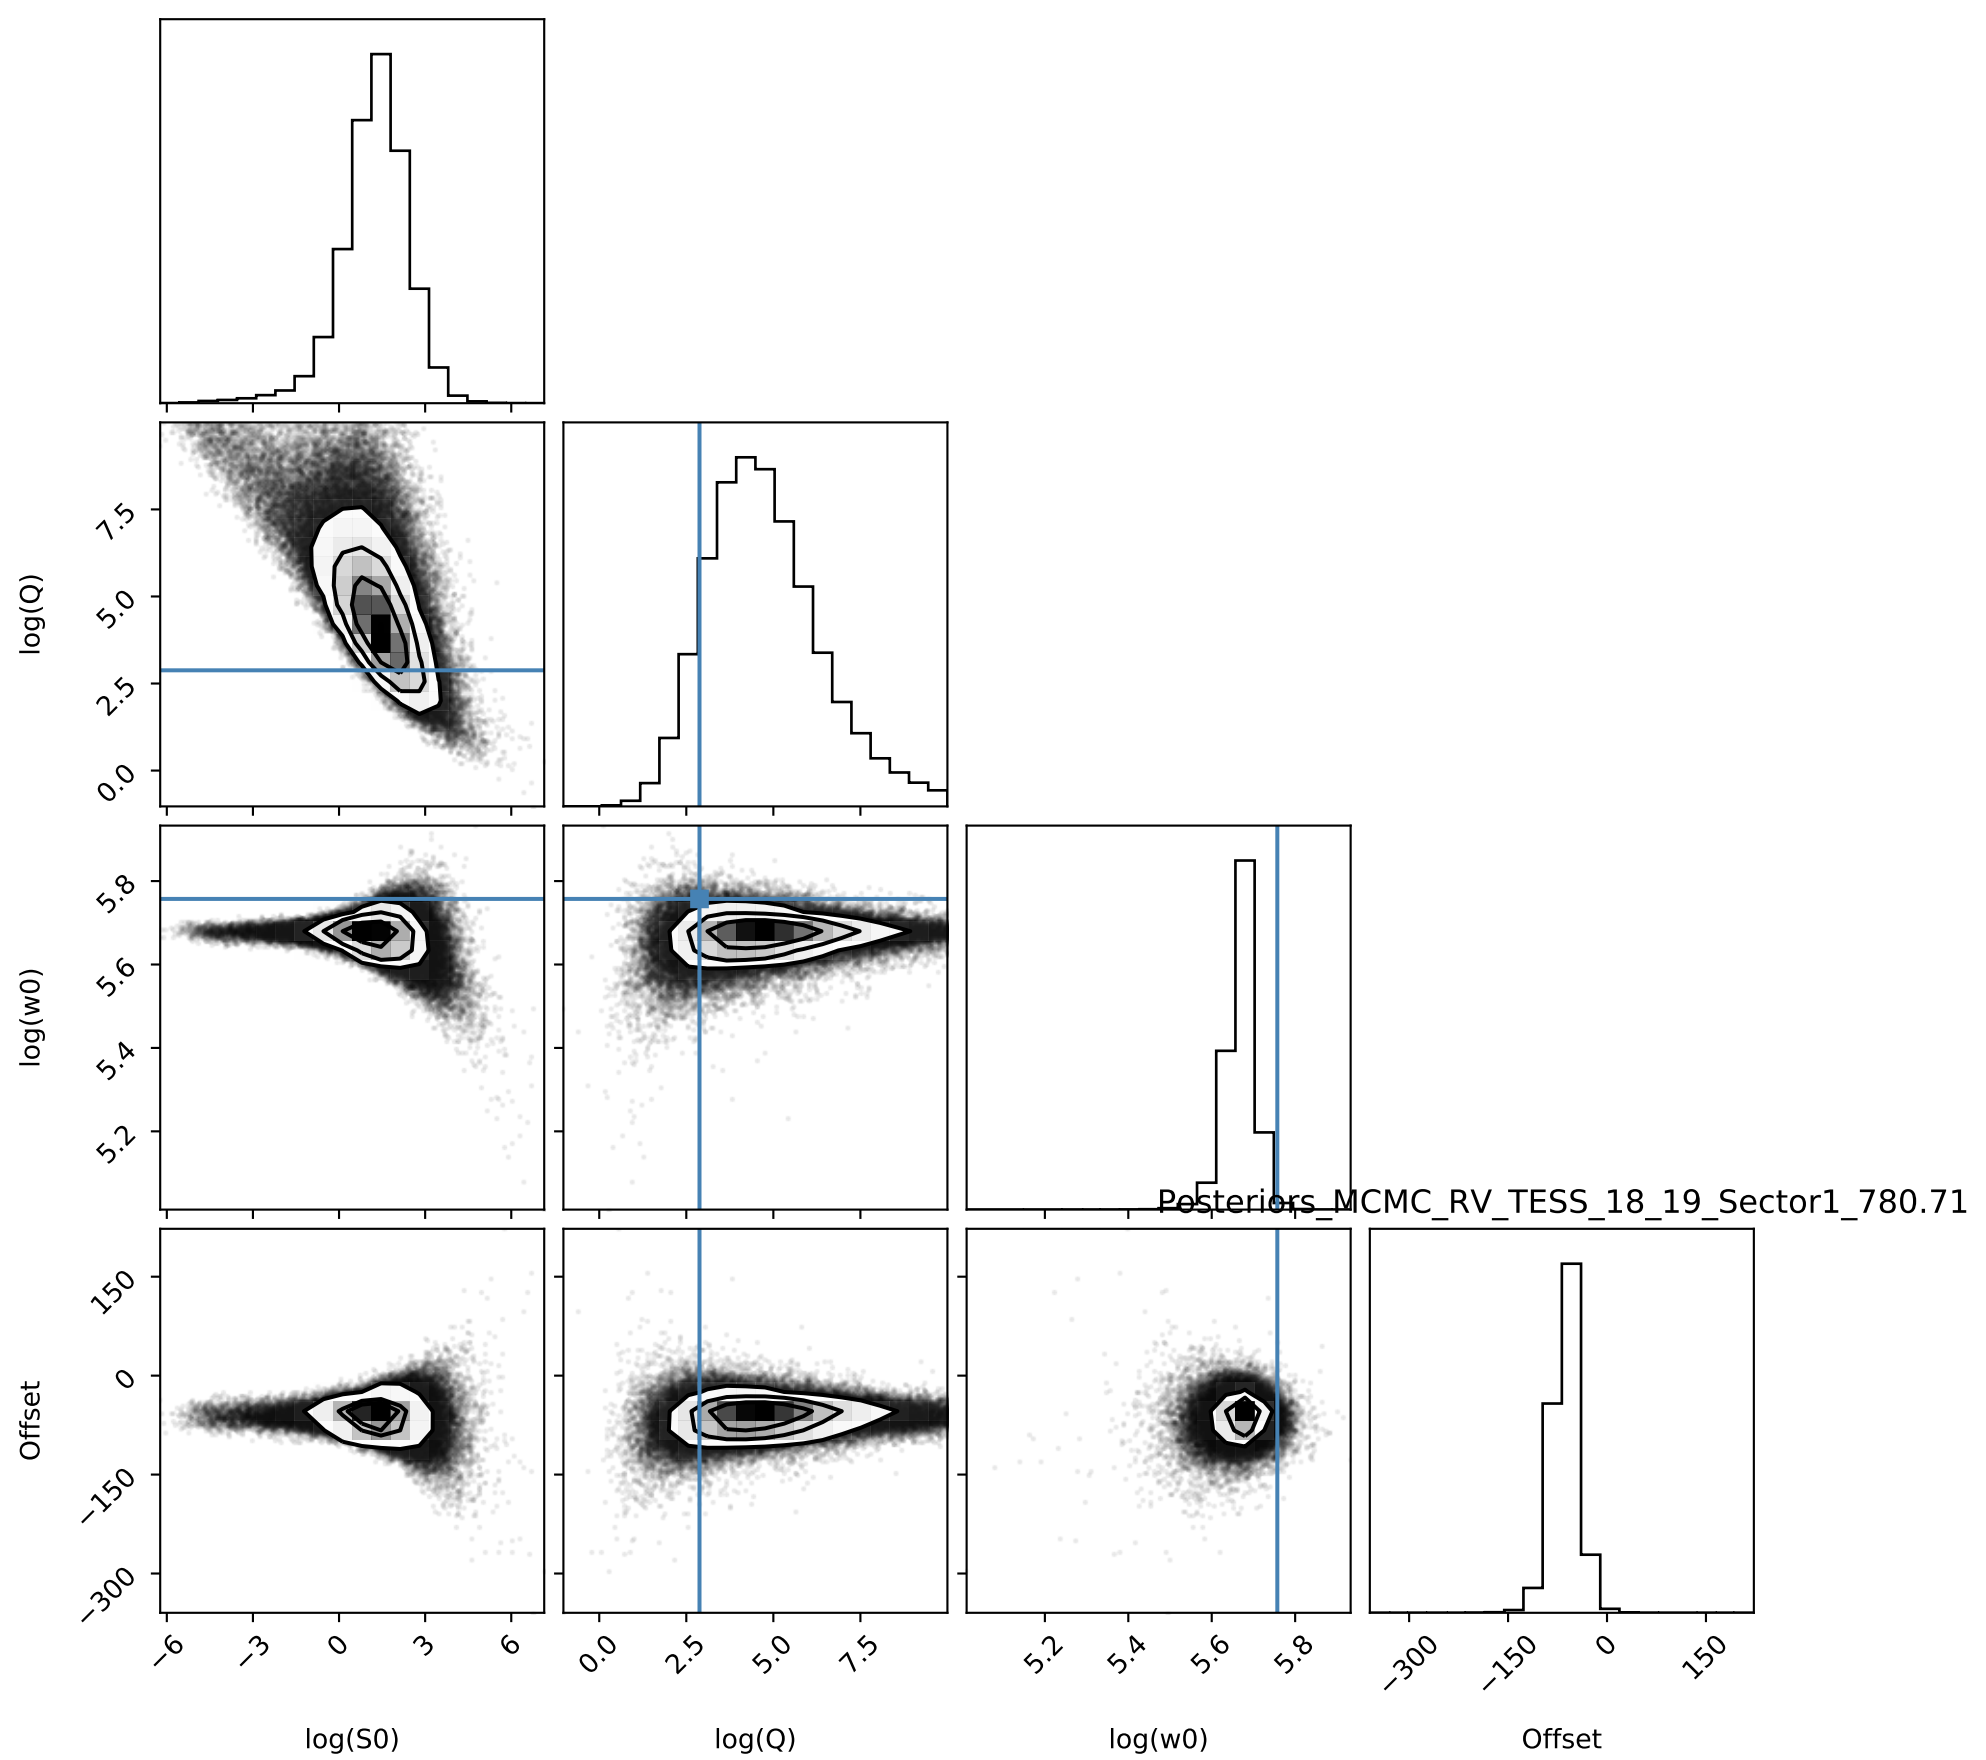 log(Q)
7.5
5.0
2.5
0.0
log(w0)
5.8
5.6
5.4
5.2
Posteriors_MCMC_RV_TESS_18_19_Sector1_780.71
Offset
150
0
−150
−300
−6 −3 0 3 6 0.0 2.5 5.0 7.5 5.2 5.4 5.6 5.8 −300 −150 0 150
log(S0) log(Q) log(w0) Offset